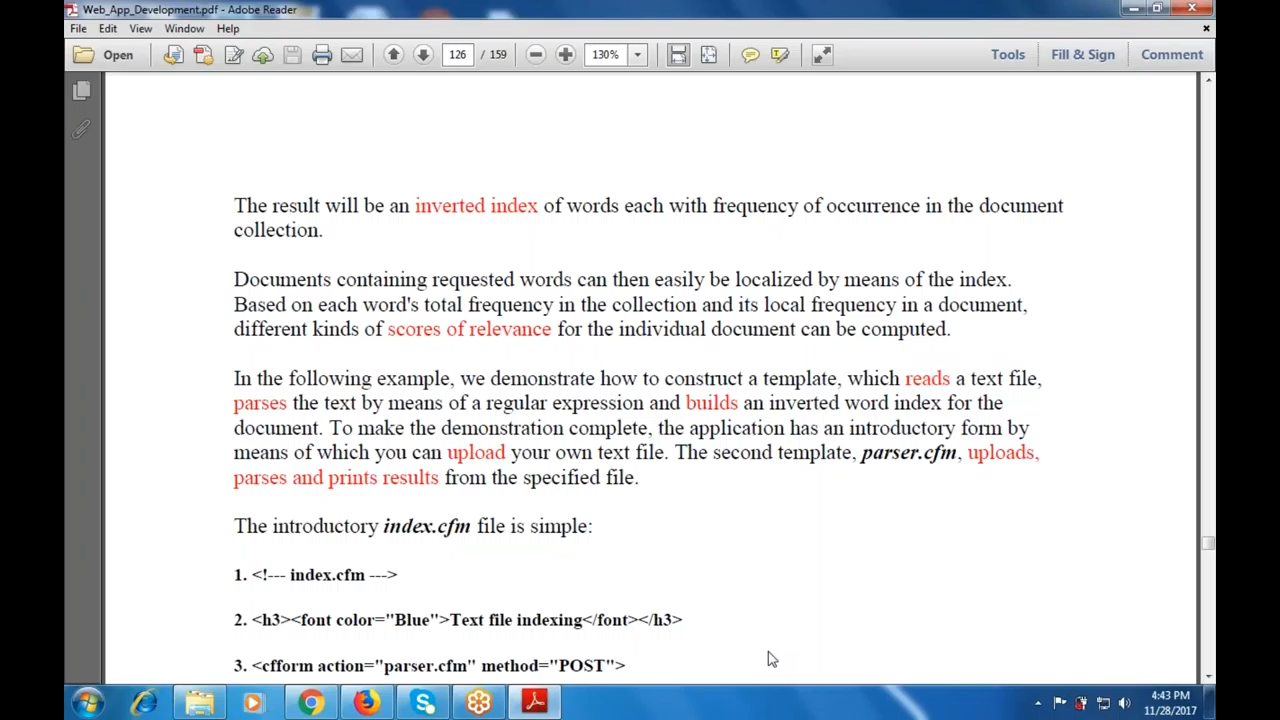 Web_App_Development.pdf - Adobe Reader
File Edit View Window Help
Open 126 / 159 130% Tools Fill & Sign Comment
The result will be an inverted index of words each with frequency of occurrence in the document
collection.
Documents containing requested words can then easily be localized by means of the index.
Based on each word's total frequency in the collection and its local frequency in a document,
different kinds of scores of relevance for the individual document can be computed.
In the following example, we demonstrate how to construct a template, which reads a text file,
parses the text by means of a regular expression and builds an inverted word index for the
document. To make the demonstration complete, the application has an introductory form by
means of which you can upload your own text file. The second template, parser.cfm, uploads,
parses and prints results from the specified file.
The introductory index.cfm file is simple:
1. <!--- index.cfm --->
2. <h3><font color="Blue">Text file indexing</font></h3>
3. <cfform action="parser.cfm" method="POST">
4:43 PM
11/28/2017